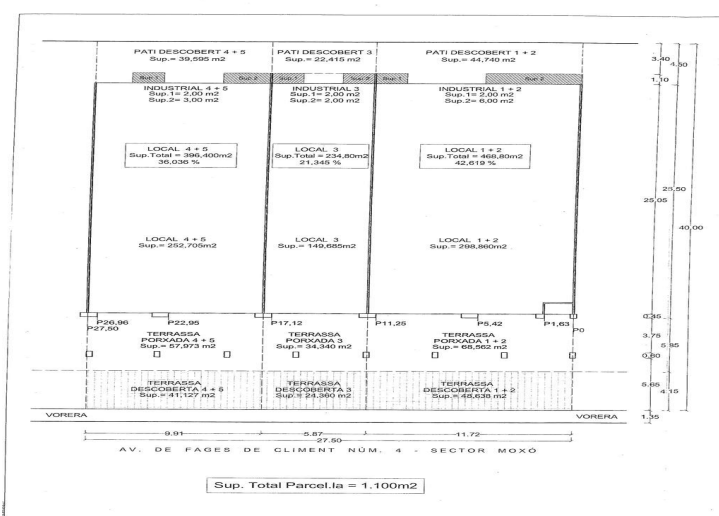 PATI DESCOBERT 4 + 5
Sup.= 39,595 m2
PATI DESCOBERT 3
Sup.= 22,415 m2
PATI DESCOBERT 1 + 2
Sup.= 44,740 m2
3.40
4.50
Sup 1
Sup 2
Sup 1
Sup 2
Sup 1
Sup 2
1.10
INDUSTRIAL 4 + 5
Sup.1= 2,00 m2
Sup.2= 3,00 m2
INDUSTRIAL 3
Sup.1= 2,00 m2
Sup.2= 2,00 m2
INDUSTRIAL 1 + 2
Sup.1= 2,00 m2
Sup.2= 6,00 m2
LOCAL 4 + 5
Sup.Total = 396,400m2
36,036 %
LOCAL 3
Sup.Total = 234,80m2
21,345 %
LOCAL 1 + 2
Sup.Total = 468,80m2
42,619 %
25.05
40,00
LOCAL 4 + 5
Sup.= 252,705m2
LOCAL 3
Sup.= 149,685m2
LOCAL 1 + 2
Sup.= 298,860m2
P26,96
P27,50
P22,95
P17,12
P11,25
P5,42
P1,63
P0
0.45
TERRASSA
PORXADA 4 + 5
Sup.= 57,973 m2
TERRASSA
PORXADA 3
Sup.= 34,340 m2
TERRASSA
PORXADA 1 + 2
Sup.= 68,562 m2
3.75
5.85
0.60
TERRASSA
DESCOBERTA 4 + 5
Sup.= 41,127 m2
TERRASSA
DESCOBERTA 3
Sup.= 24,360 m2
TERRASSA
DESCOBERTA 1 + 2
Sup.= 48,638 m2
5.65
4.15
VORERA
VORERA
1.35
9.91
5.87
11.72
27.50
AV. DE FAGES DE CLIMENT NÚM. 4 - SECTOR MOXÓ
Sup. Total Parcel.la = 1.100m2